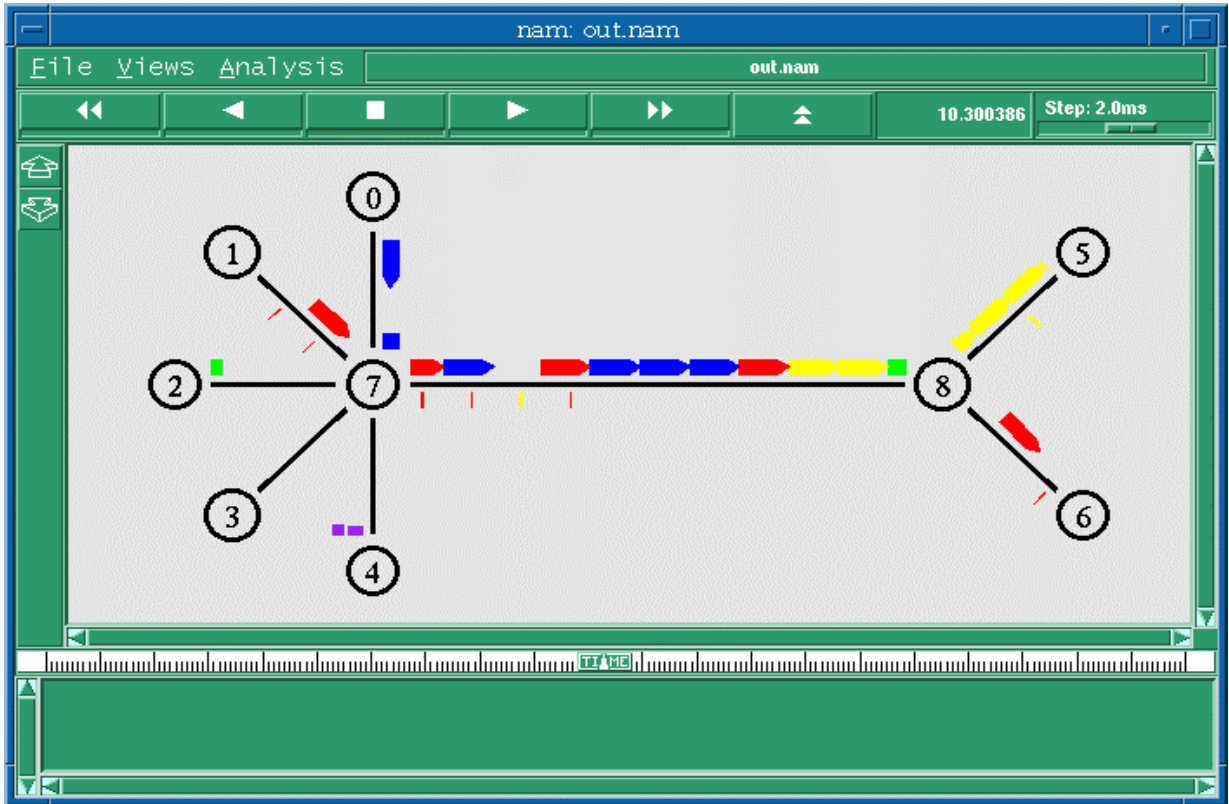 nam: out.nam
File Views Analysis out.nam
10.300386 Step: 2.0ms
0
1 5
2 7 8
3 6
4
TIME